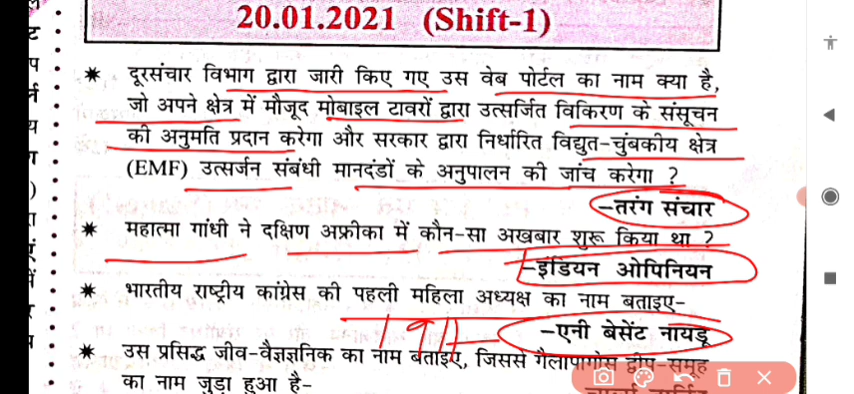 20.01.2021 (Shift-1)
* दूरसंचार विभाग द्वारा जारी किए गए उस वेब पोर्टल का नाम क्या है,
जो अपने क्षेत्र में मौजूद मोबाइल टावरों द्वारा उत्सर्जित विकिरण के संसूचन
की अनुमति प्रदान करेगा और सरकार द्वारा निर्धारित विद्युत-चुंबकीय क्षेत्र
(EMF) उत्सर्जन संबंधी मानदंडों के अनुपालन की जांच करेगा ?
–तरंग संचार
* महात्मा गांधी ने दक्षिण अफ्रीका में कौन-सा अखबार शुरू किया था ?
–इंडियन ओपिनियन
* भारतीय राष्ट्रीय कांग्रेस की पहली महिला अध्यक्ष का नाम बताइए–
–एनी बेसेंट नायडू
* उस प्रसिद्ध जीव-वैज्ञज्ञनिक का नाम बताइए, जिससे गैलापागोस द्वीप-समूह
का नाम जुड़ा हुआ है–